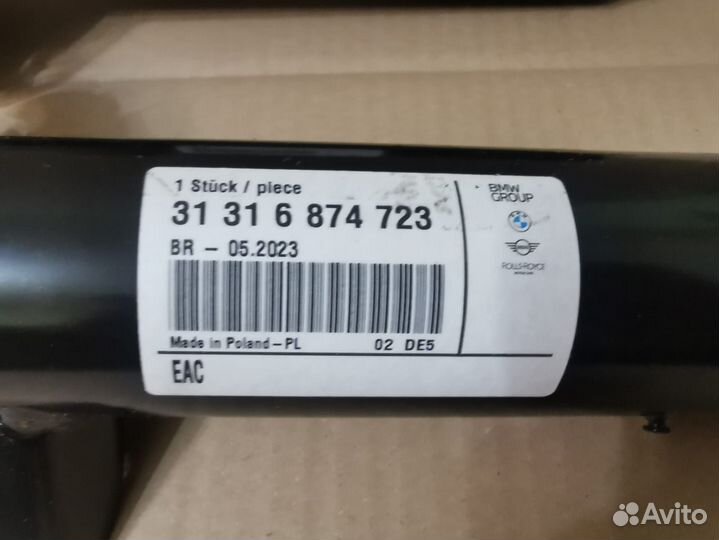 1 Stück / piece
31 31 6 874 723
BR - 05.2023
Made in Poland-PL 02 DE5
EAC
BMW
GROUP
ROLLS-ROYCE
Avito